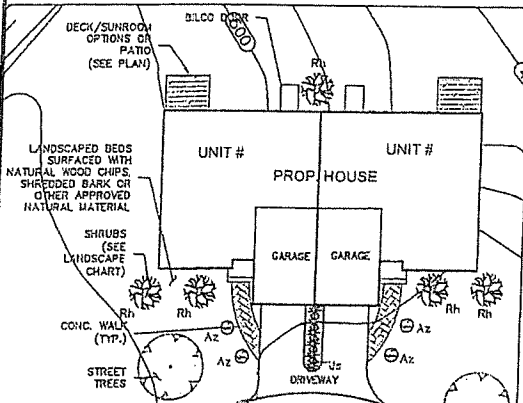 DECK/SUNROOM
OPTIONS OR
PATIO
(SEE PLAN)
BILCO DOOR
600
Rh
UNIT #
UNIT #
PROP. HOUSE
LANDSCAPED BEDS
SURFACED WITH
NATURAL WOOD CHIPS,
SHREDDED BARK OR
OTHER APPROVED
NATURAL MATERIAL
GARAGE
GARAGE
SHRUBS
(SEE
LANDSCAPE
CHART)
Rh
Rh
Rh
Rh
CONC. WALK
(TYP.)
Az
Az
Az
Az
STREET
TREES
Js
DRIVEWAY